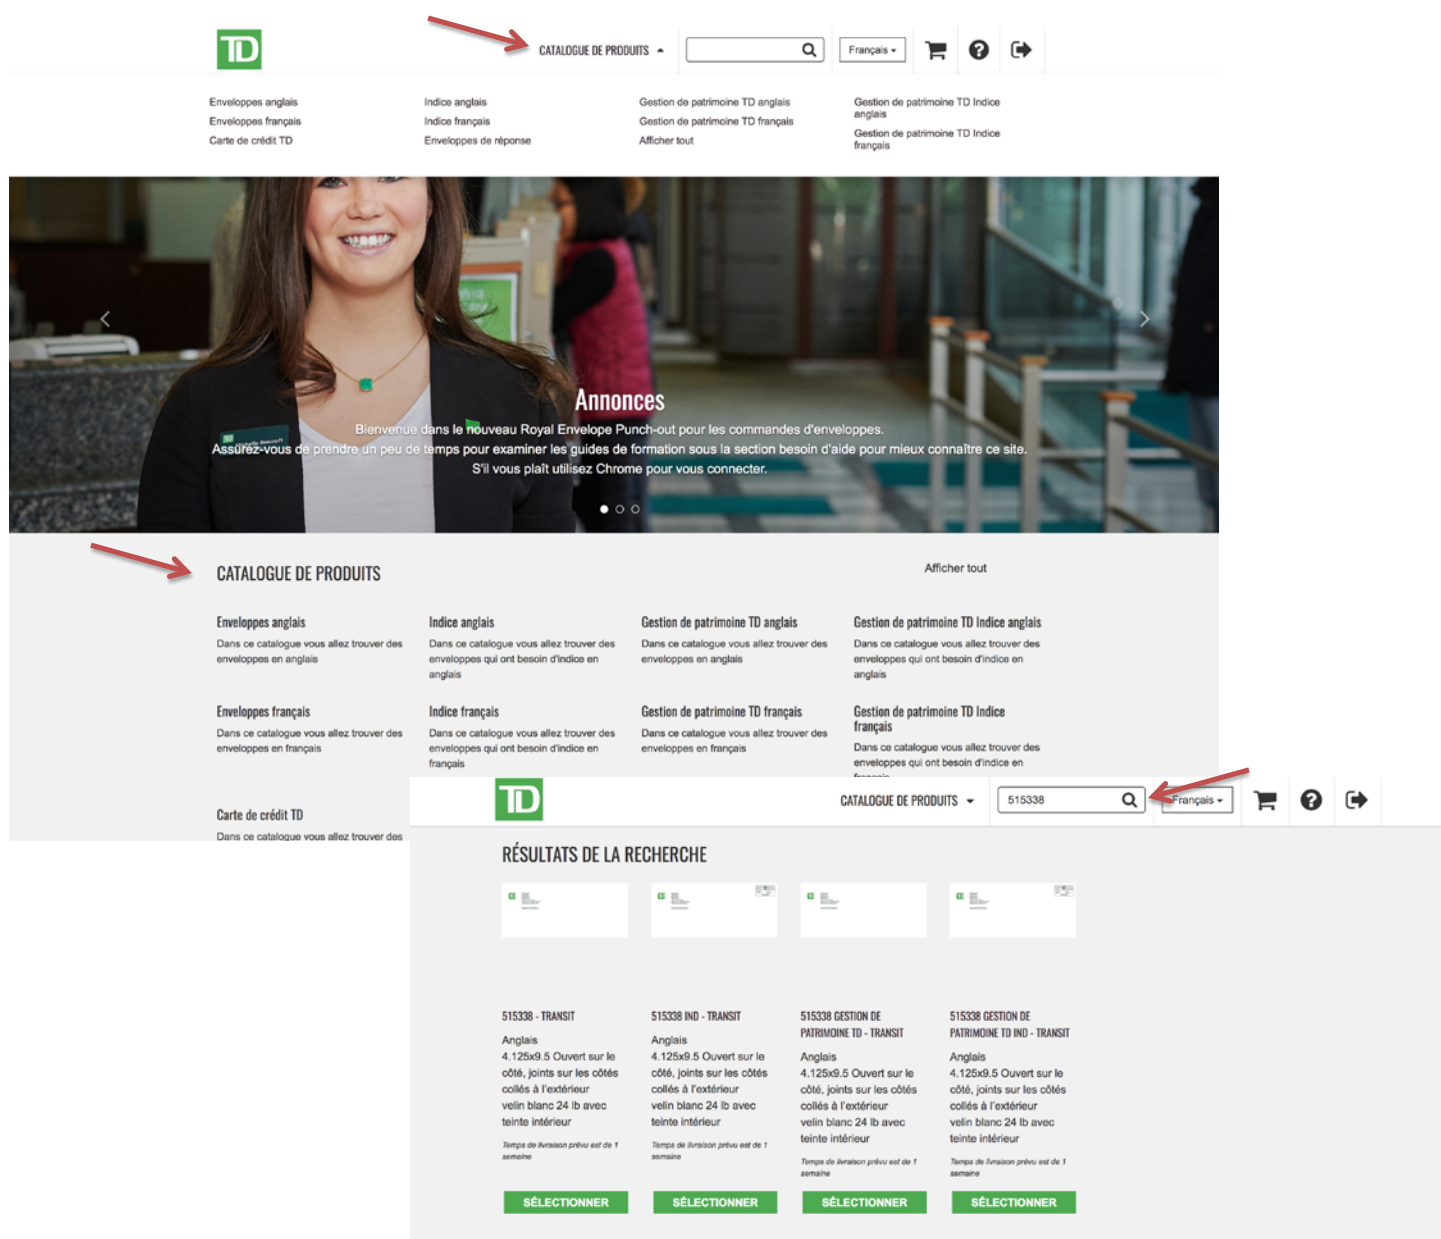 TD
CATALOGUE DE PRODUITS
Français
Enveloppes anglais
Enveloppes français
Carte de crédit TD
Indice anglais
Indice français
Enveloppes de réponse
Gestion de patrimoine TD anglais
Gestion de patrimoine TD français
Afficher tout
Gestion de patrimoine TD Indice
anglais
Gestion de patrimoine TD Indice
français
Annonces
Bienvenue dans le nouveau Royal Envelope Punch-out pour les commandes d'enveloppes.
Assurez-vous de prendre un peu de temps pour examiner les guides de formation sous la section besoin d'aide pour mieux connaître ce site.
S'il vous plaît utilisez Chrome pour vous connecter.
CATALOGUE DE PRODUITS
Afficher tout
Enveloppes anglais
Dans ce catalogue vous allez trouver des
enveloppes en anglais
Indice anglais
Dans ce catalogue vous allez trouver des
enveloppes qui ont besoin d'indice en
anglais
Gestion de patrimoine TD anglais
Dans ce catalogue vous allez trouver des
enveloppes en anglais
Gestion de patrimoine TD Indice anglais
Dans ce catalogue vous allez trouver des
enveloppes qui ont besoin d'indice en
anglais
Enveloppes français
Dans ce catalogue vous allez trouver des
enveloppes en français
Indice français
Dans ce catalogue vous allez trouver des
enveloppes qui ont besoin d'indice en
français
Gestion de patrimoine TD français
Dans ce catalogue vous allez trouver des
enveloppes en français
Gestion de patrimoine TD Indice
français
Dans ce catalogue vous allez trouver des
enveloppes qui ont besoin d'indice en
français
Carte de crédit TD
Dans ce catalogue vous allez trouver des
TD
CATALOGUE DE PRODUITS
515338
Français
RÉSULTATS DE LA RECHERCHE
TD
TD
TD
TD
515338 - TRANSIT
Anglais
4.125x9.5 Ouvert sur le
côté, joints sur les côtés
collés à l'extérieur
velin blanc 24 lb avec
teinte intérieur
Temps de livraison prévu est de 1
semaine
SÉLECTIONNER
515338 IND - TRANSIT
Anglais
4.125x9.5 Ouvert sur le
côté, joints sur les côtés
collés à l'extérieur
velin blanc 24 lb avec
teinte intérieur
Temps de livraison prévu est de 1
semaine
SÉLECTIONNER
515338 GESTION DE
PATRIMOINE TD - TRANSIT
Anglais
4.125x9.5 Ouvert sur le
côté, joints sur les côtés
collés à l'extérieur
velin blanc 24 lb avec
teinte intérieur
Temps de livraison prévu est de 1
semaine
SÉLECTIONNER
515338 GESTION DE
PATRIMOINE TD IND - TRANSIT
Anglais
4.125x9.5 Ouvert sur le
côté, joints sur les côtés
collés à l'extérieur
velin blanc 24 lb avec
teinte intérieur
Temps de livraison prévu est de 1
semaine
SÉLECTIONNER